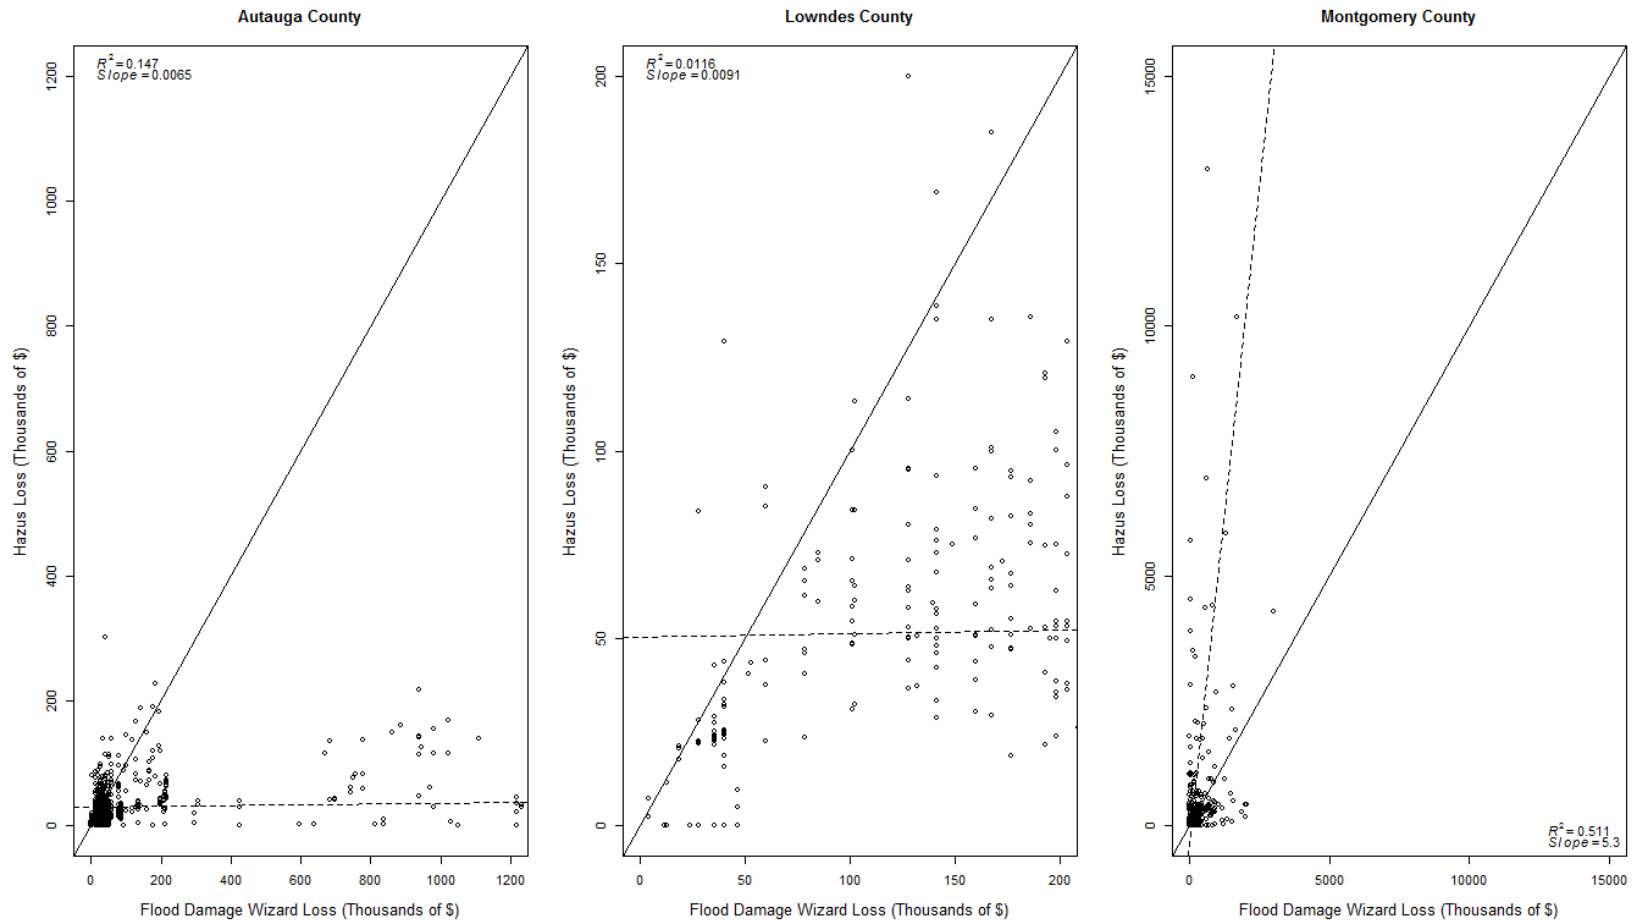 Autauga County
R²=0.147
Slope=0.0065
1200
1000
800
600
400
200
0
Hazus Loss (Thousands of $)
0 200 400 600 800 1000 1200
Flood Damage Wizard Loss (Thousands of $)
Lowndes County
R²=0.0116
Slope=0.0091
200
150
100
50
0
Hazus Loss (Thousands of $)
0 50 100 150 200
Flood Damage Wizard Loss (Thousands of $)
Montgomery County
15000
10000
5000
0
Hazus Loss (Thousands of $)
R²=0.511
Slope=5.3
0 5000 10000 15000
Flood Damage Wizard Loss (Thousands of $)